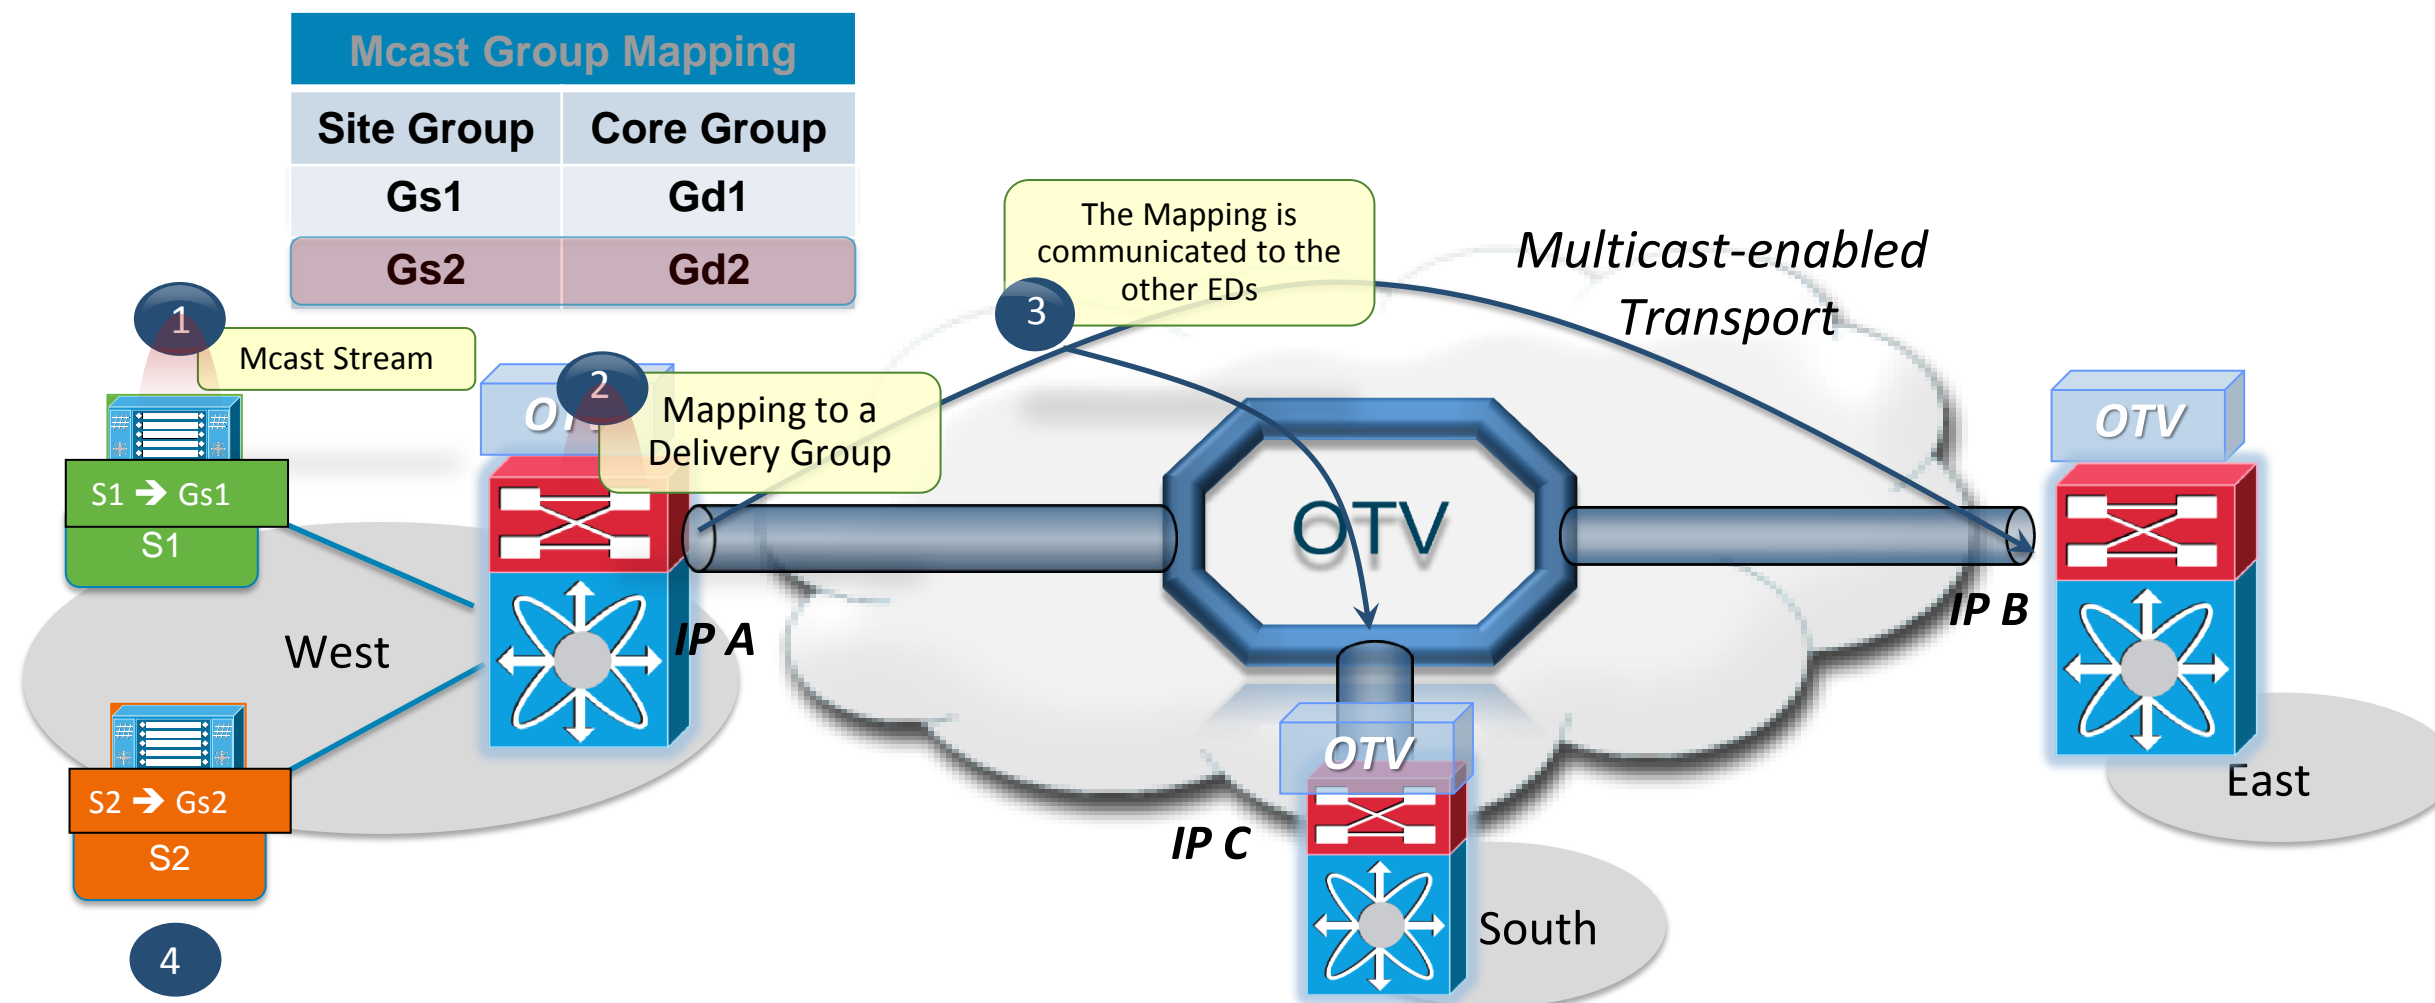 Mcast Group Mapping
Site Group Core Group
Gs1 Gd1
Gs2 Gd2
The Mapping is
communicated to the
other EDs
3
Multicast-enabled
Transport
1
Mcast Stream
2
Mapping to a
Delivery Group
OTV
OTV
S1 ➔ Gs1
S1
OTV
West
IP A
IP B
OTV
East
S2 ➔ Gs2
S2
IP C
South
4